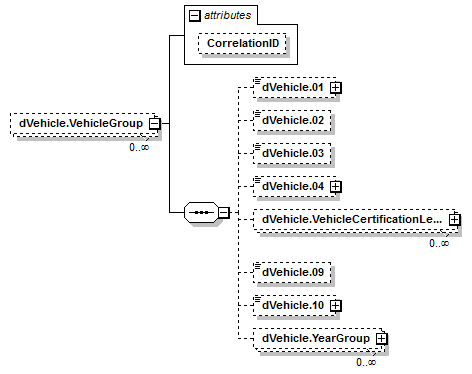 attributes
CorrelationID
dVehicle.VehicleGroup
0..∞
dVehicle.01
dVehicle.02
dVehicle.03
dVehicle.04
dVehicle.VehicleCertificationLe...
0..∞
dVehicle.09
dVehicle.10
dVehicle.YearGroup
0..∞